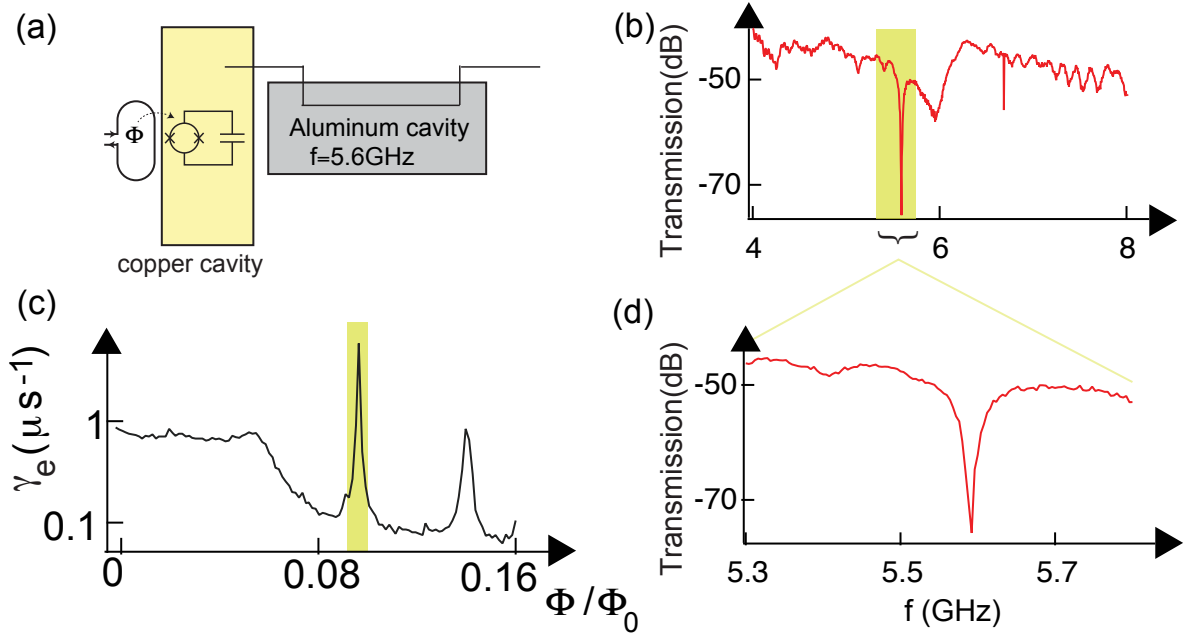 (a)
Φ
Aluminum cavity
f=5.6GHz
copper cavity
(b)
Transmission(dB)
-50
-70
4
6
8
(c)
γe(μ s-1)
1
0.1
0
0.08
0.16
Φ/Φ0
(d)
Transmission(dB)
-50
-70
5.3
5.5
5.7
f (GHz)